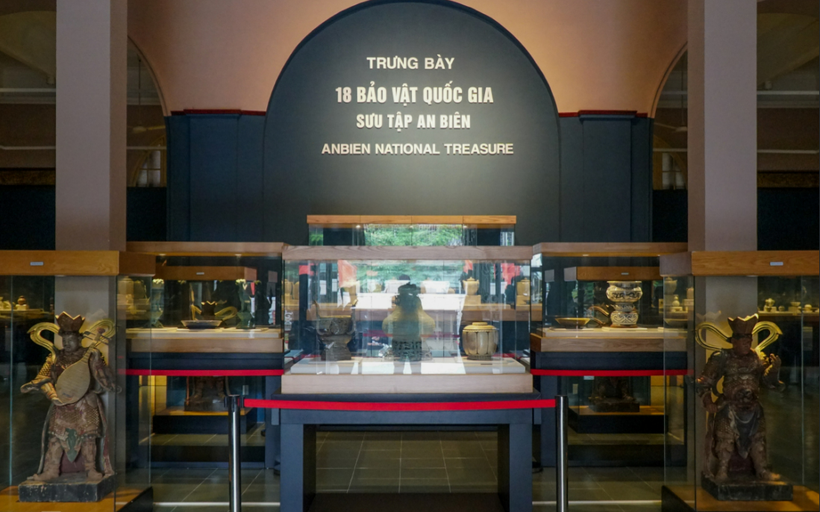 TRƯNG BÀY
18 BẢO VẬT QUỐC GIA
SƯU TẬP AN BIÊN
ANBIEN NATIONAL TREASURE